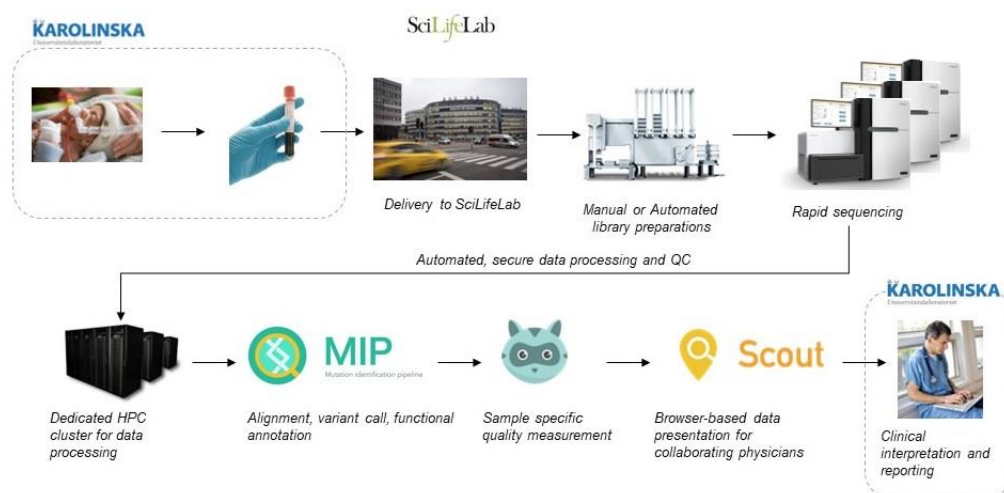 KAROLINSKA
SciLifeLab
Delivery to SciLifeLab
Manual or Automated
library preparations
Rapid sequencing
Automated, secure data processing and QC
KAROLINSKA
MIP
Mutation identification pipeline
Scout
Dedicated HPC
cluster for data
processing
Alignment, variant call, functional
annotation
Sample specific
quality measurement
Browser-based data
presentation for
collaborating physicians
Clinical
interpretation and
reporting